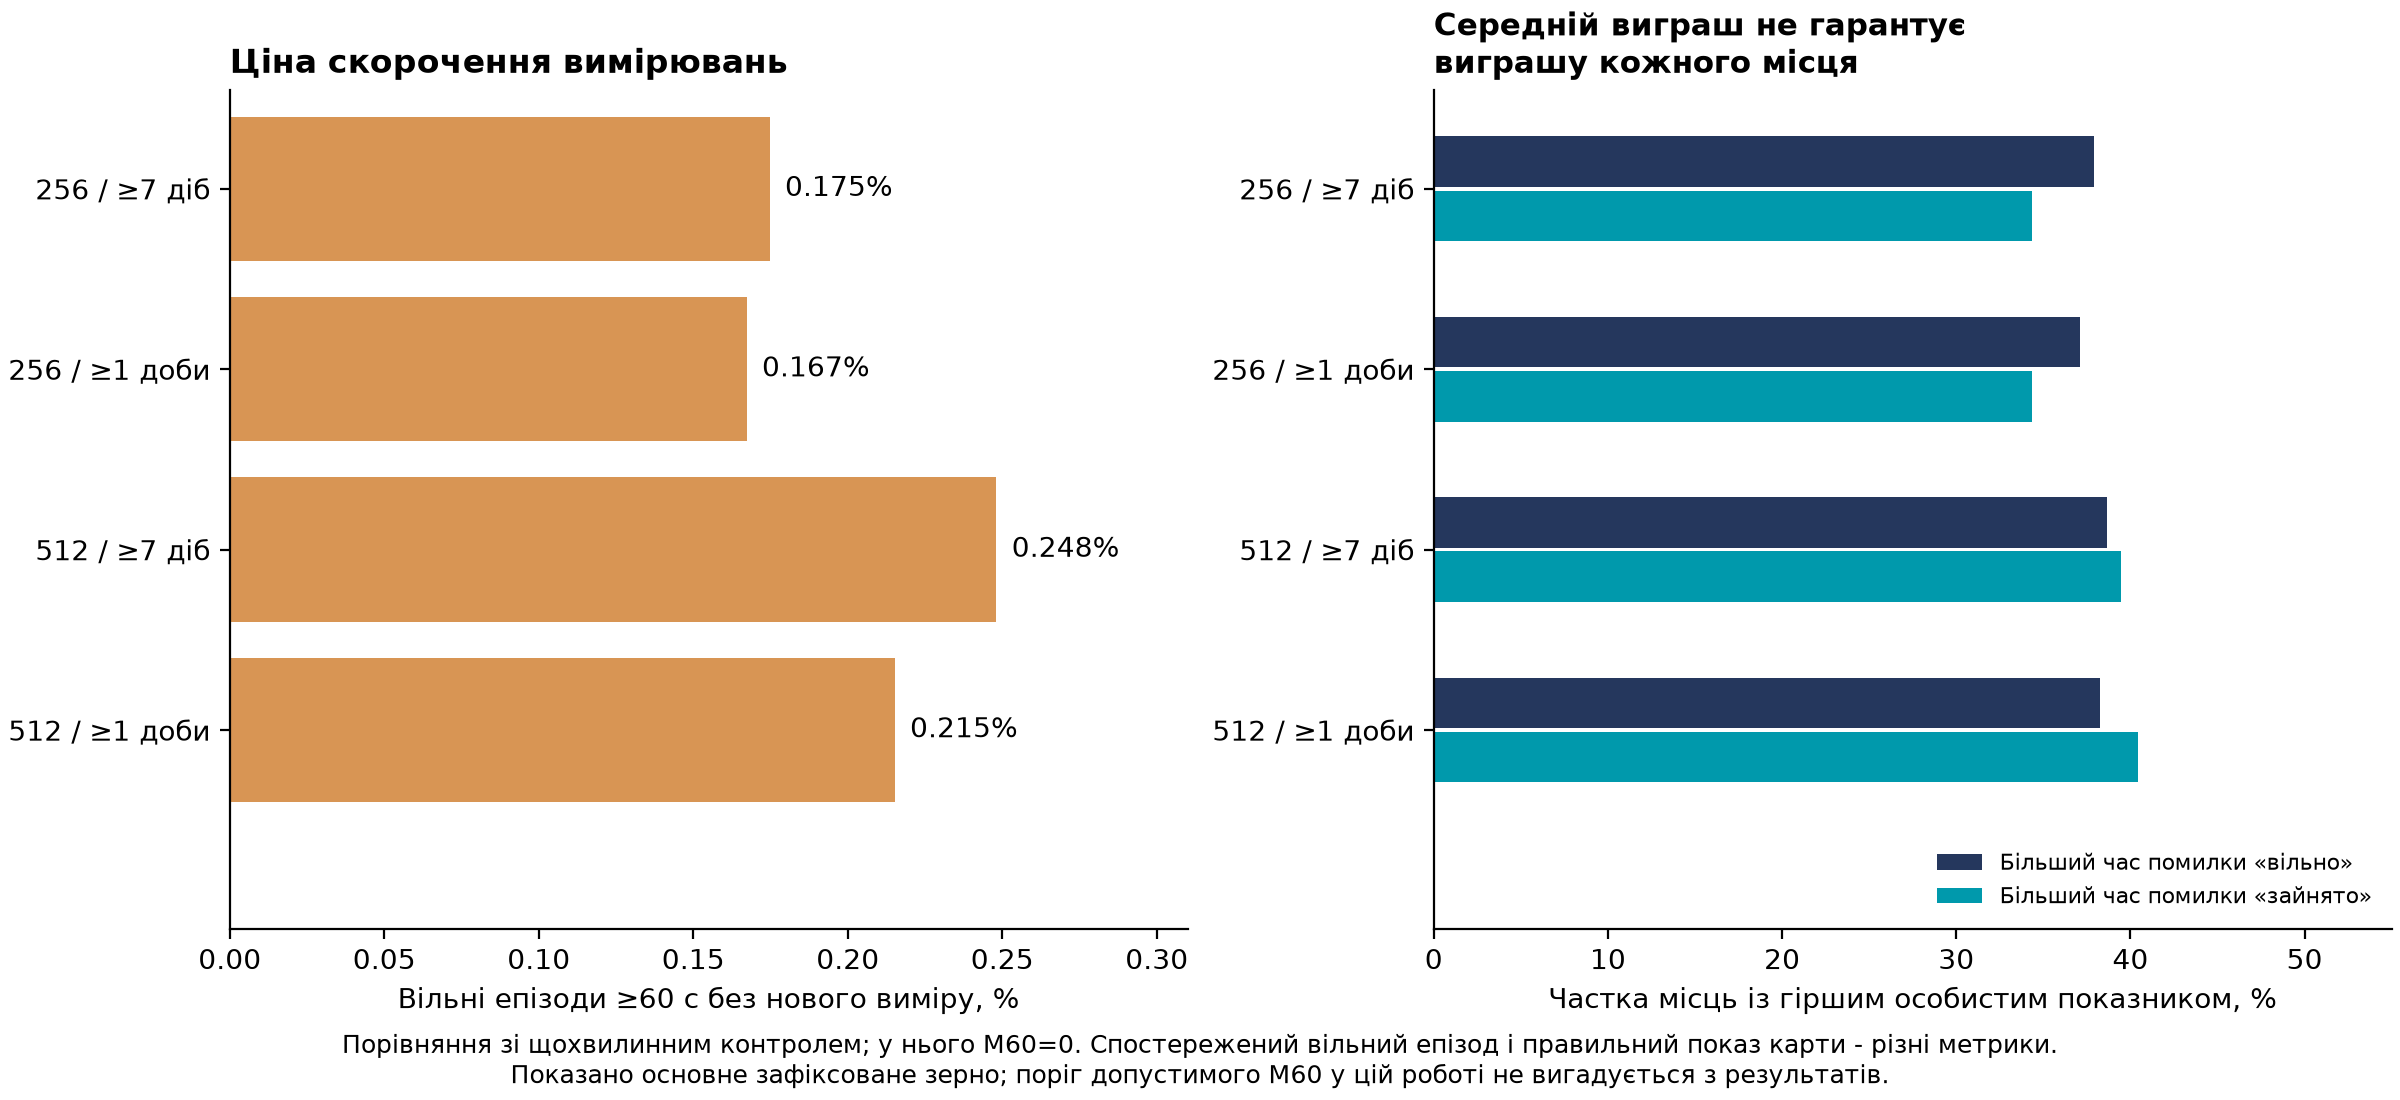 Ціна скорочення вимірювань
256 / ≥7 діб
0.175%
256 / ≥1 доби
0.167%
512 / ≥7 діб
0.248%
512 / ≥1 доби
0.215%
0.00 0.05 0.10 0.15 0.20 0.25 0.30
Вільні епізоди ≥60 с без нового виміру, %
Середній виграш не гарантує
виграшу кожного місця
256 / ≥7 діб
256 / ≥1 доби
512 / ≥7 діб
512 / ≥1 доби
Більший час помилки «вільно»
Більший час помилки «зайнято»
0 10 20 30 40 50
Частка місць із гіршим особистим показником, %
Порівняння зі щохвилинним контролем; у нього M60=0. Спостережений вільний епізод і правильний показ карти - різні метрики.
Показано основне зафіксоване зерно; поріг допустимого M60 у цій роботі не вигадується з результатів.